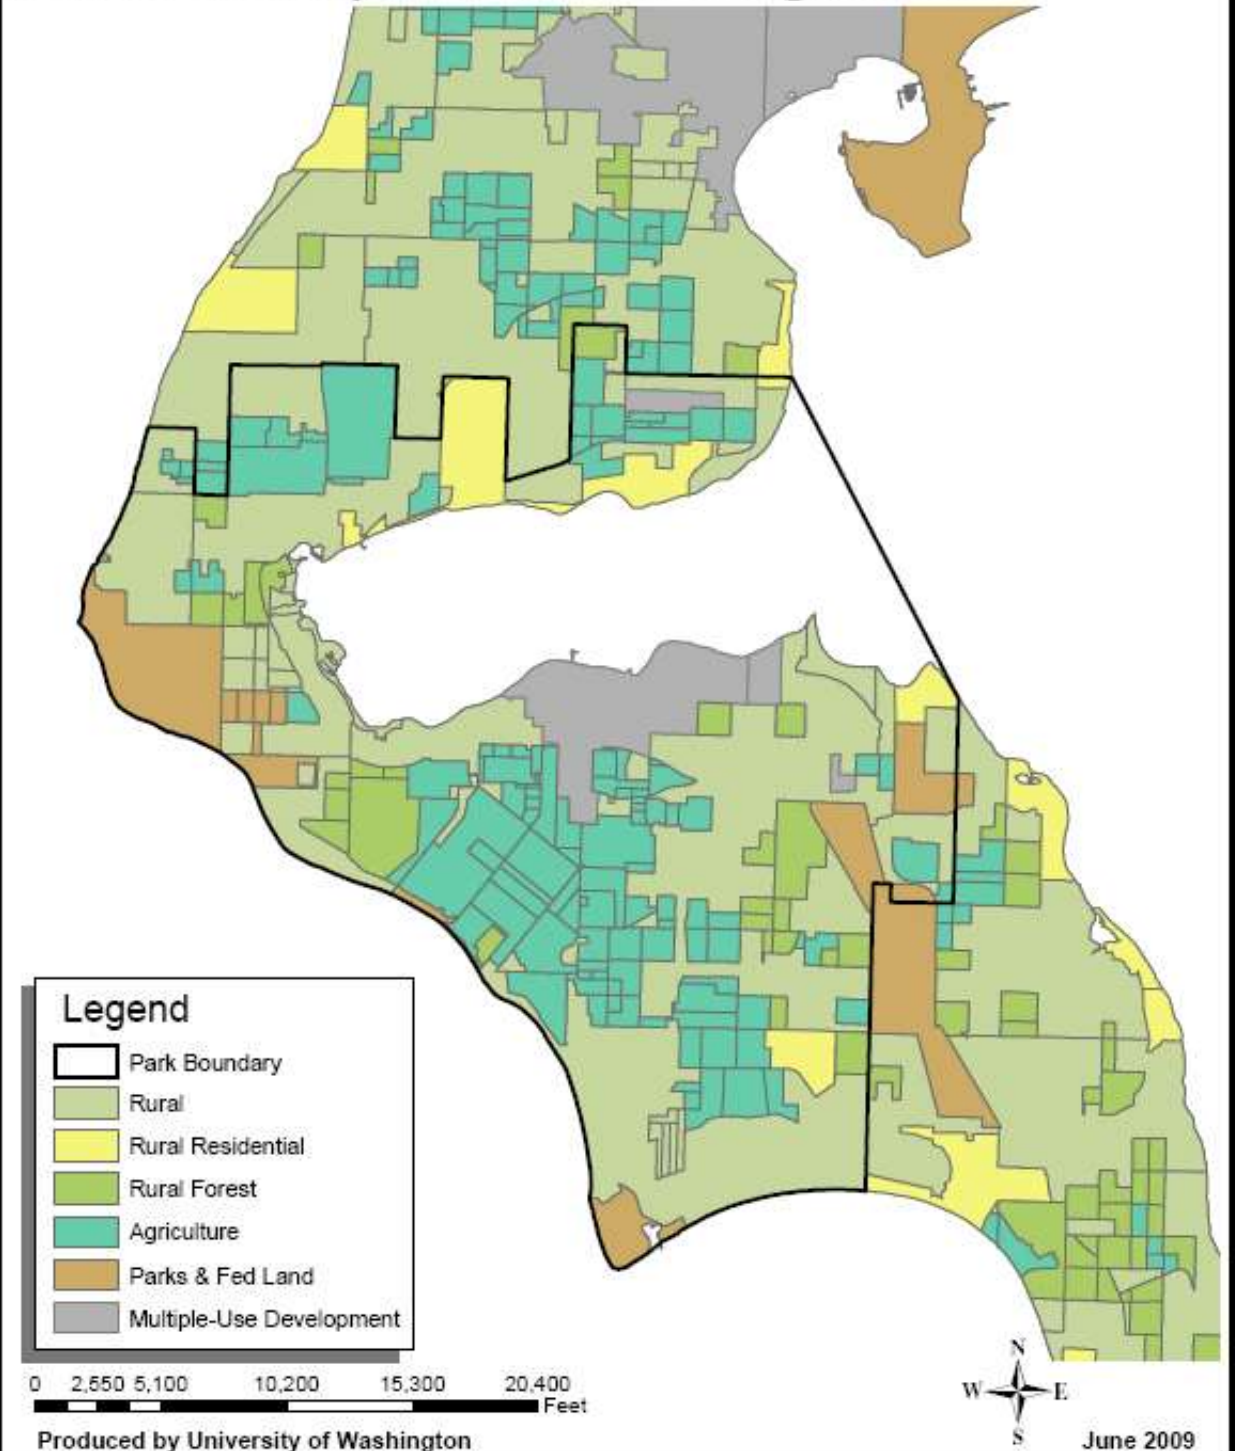 Legend
Park Boundary
Rural
Rural Residential
Rural Forest
Agriculture
Parks & Fed Land
Multiple-Use Development
0 2,550 5,100 10,200 15,300 20,400
Feet
N
W E
S
Produced by University of Washington June 2009